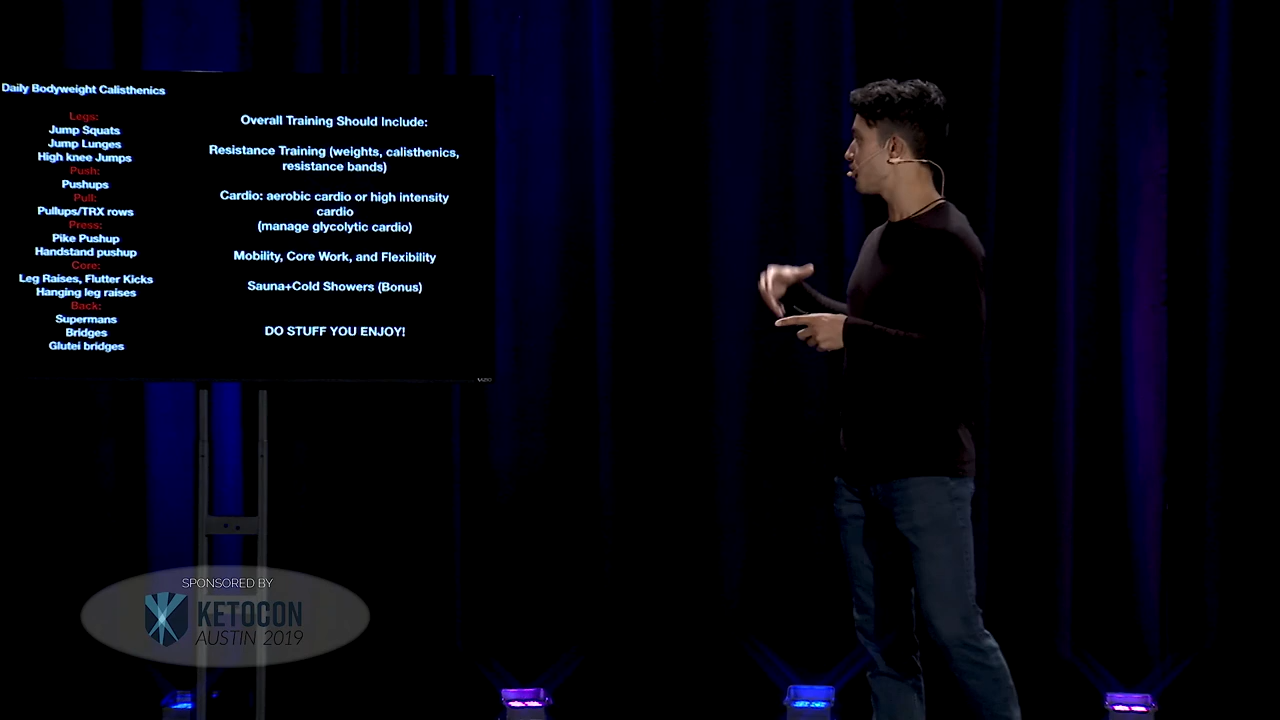 Daily Bodyweight Calisthenics
Legs:
Jump Squats
Jump Lunges
High knee Jumps
Push:
Pushups
Pull:
Pullups/TRX rows
Press:
Pike Pushup
Handstand pushup
Core:
Leg Raises, Flutter Kicks
Hanging leg raises
Back:
Supermans
Bridges
Glutei bridges
Overall Training Should Include:
Resistance Training (weights, calisthenics,
resistance bands)
Cardio: aerobic cardio or high intensity
cardio
(manage glycolytic cardio)
Mobility, Core Work, and Flexibility
Sauna+Cold Showers (Bonus)
DO STUFF YOU ENJOY!
VIZIO
SPONSORED BY
KETOCON
AUSTIN 2019